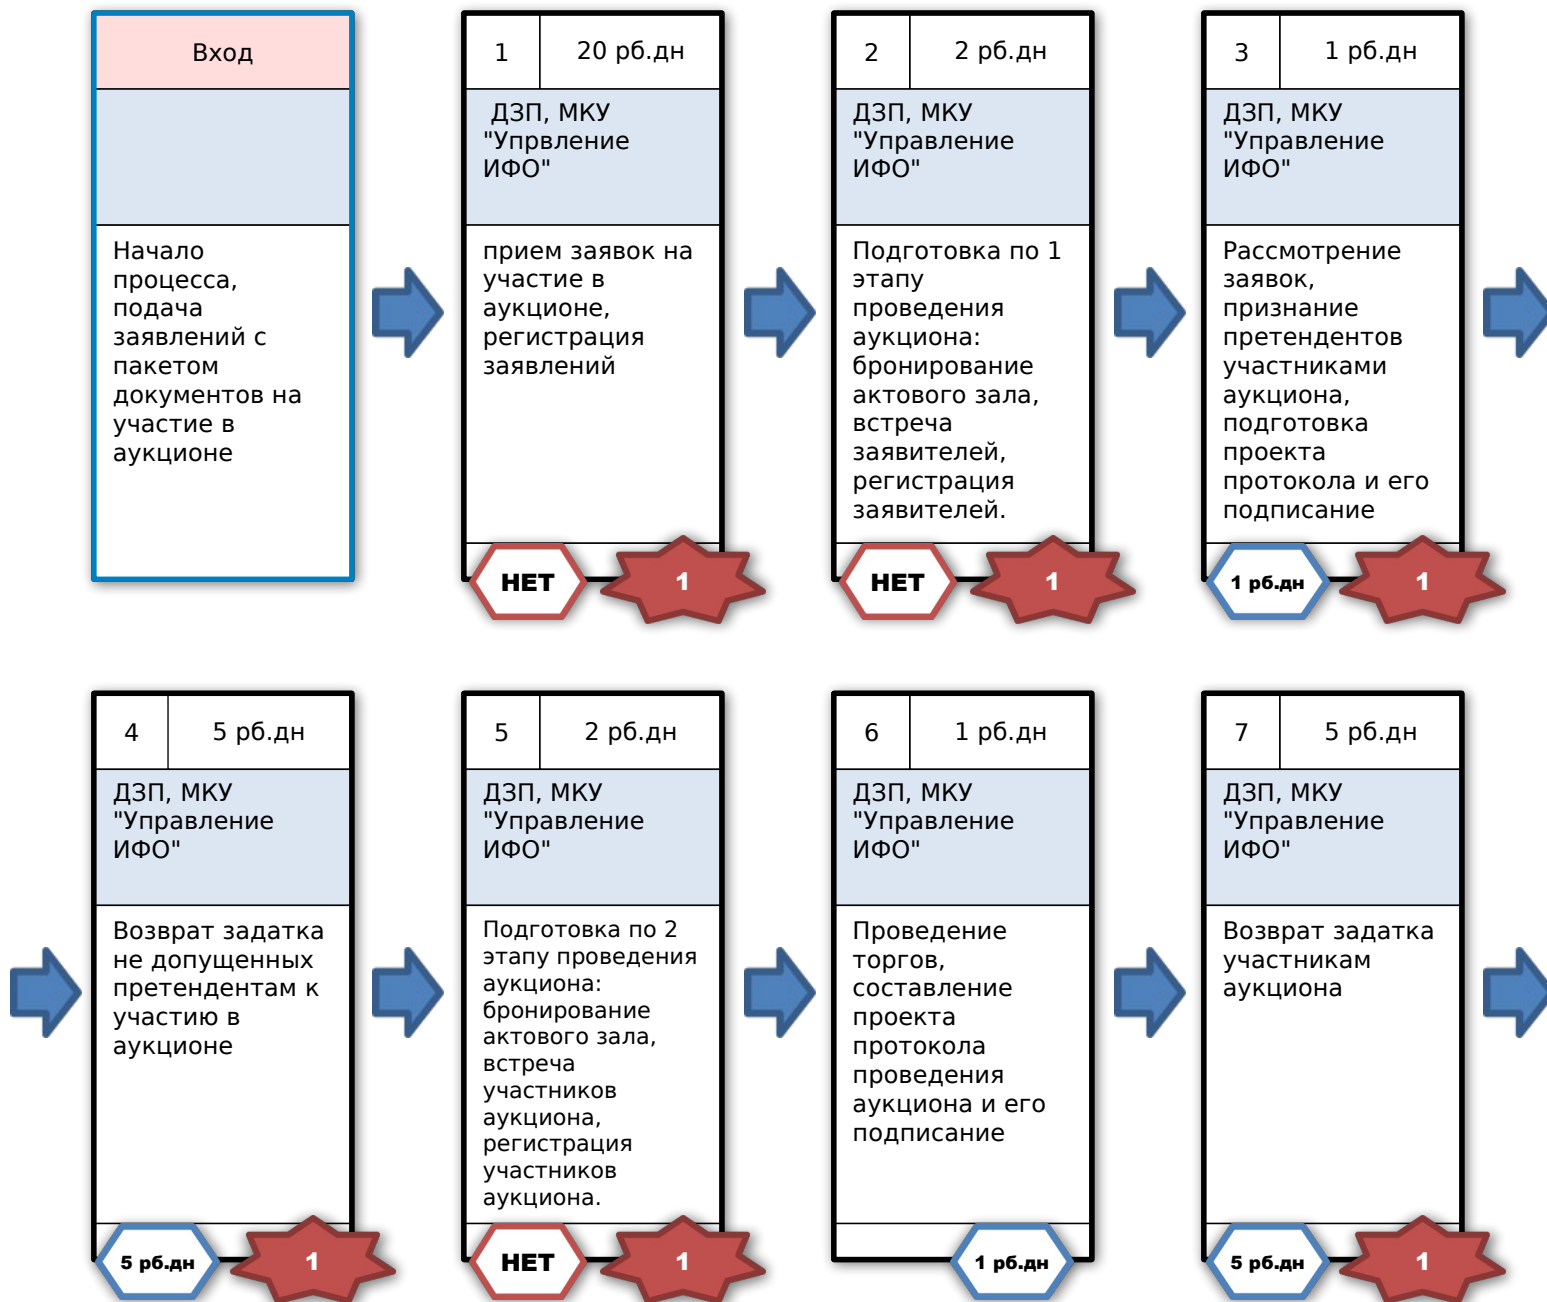 Вход
Начало
процесса,
подача
заявлений с
пакетом
документов на
участие в
аукционе
1
20 рб.дн
ДЗП, МКУ
"Упрвление
ИФО"
прием заявок на
участие в
аукционе,
регистрация
заявлений
НЕТ
1
2
2 рб.дн
ДЗП, МКУ
"Управление
ИФО"
Подготовка по 1
этапу
проведения
аукциона:
бронирование
актового зала,
встреча
заявителей,
регистрация
заявителей.
НЕТ
1
3
1 рб.дн
ДЗП, МКУ
"Управление
ИФО"
Рассмотрение
заявок,
признание
претендентов
участниками
аукциона,
подготовка
проекта
протокола и его
подписание
1 рб.дн
1
4
5 рб.дн
ДЗП, МКУ
"Управление
ИФО"
Возврат задатка
не допущенных
претендентам к
участию в
аукционе
5 рб.дн
1
5
2 рб.дн
ДЗП, МКУ
"Управление
ИФО"
Подготовка по 2
этапу проведения
аукциона:
бронирование
актового зала,
встреча
участников
аукциона,
регистрация
участников
аукциона.
НЕТ
1
6
1 рб.дн
ДЗП, МКУ
"Управление
ИФО"
Проведение
торгов,
составление
проекта
протокола
проведения
аукциона и его
подписание
1 рб.дн
7
5 рб.дн
ДЗП, МКУ
"Управление
ИФО"
Возврат задатка
участникам
аукциона
5 рб.дн
1